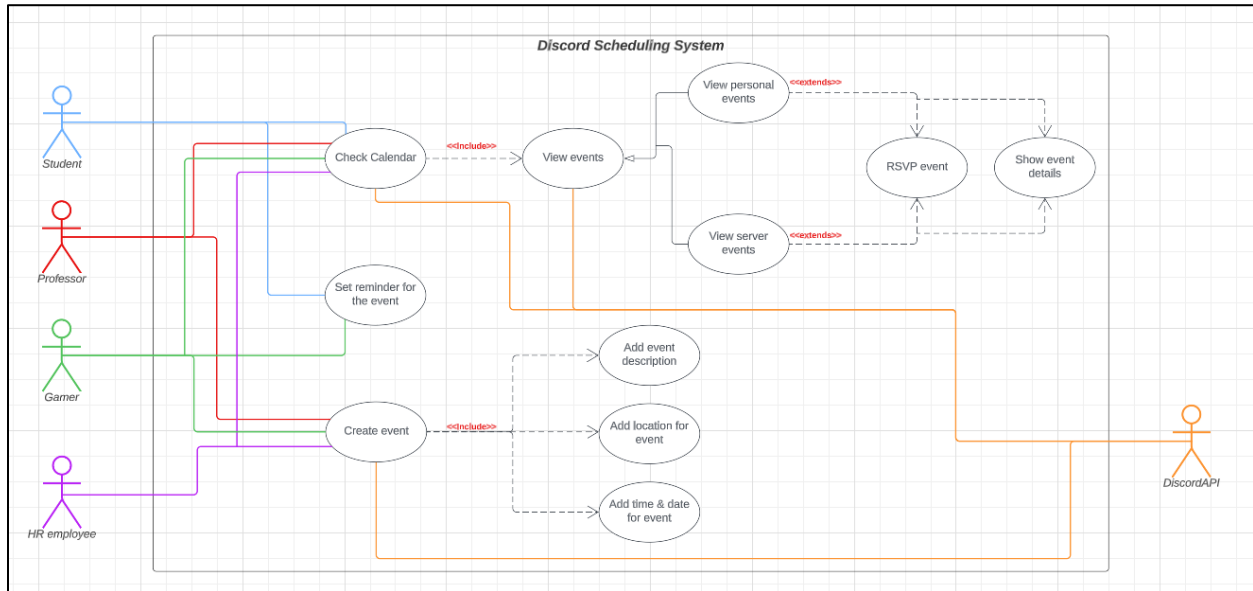 Discord Scheduling System
Student
Professor
Gamer
HR employee
Check Calendar
<<Include>>
View events
View personal
events
<<extends>>
RSVP event
Show event
details
View server
events
<<extends>>
Set reminder for
the event
Add event
description
Create event
<<Include>>
Add location for
event
Add time & date
for event
DiscordAPI